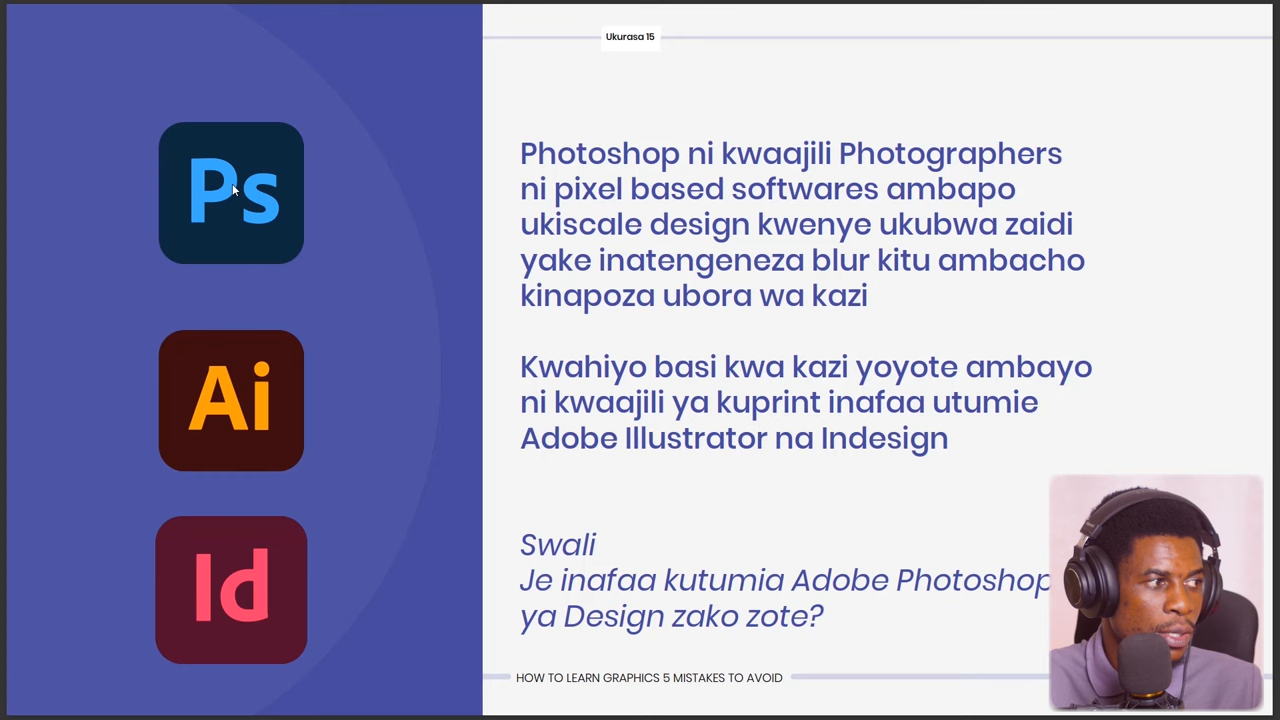 Ukurasa 15
Ps
Photoshop ni kwaajili Photographers
ni pixel based softwares ambapo
ukiscale design kwenye ukubwa zaidi
yake inatengeneza blur kitu ambacho
kinapoza ubora wa kazi
Ai
Kwahiyo basi kwa kazi yoyote ambayo
ni kwaajili ya kuprint inafaa utumie
Adobe Illustrator na Indesign
Id
Swali
Je inafaa kutumia Adobe Photoshop
ya Design zako zote?
HOW TO LEARN GRAPHICS 5 MISTAKES TO AVOID